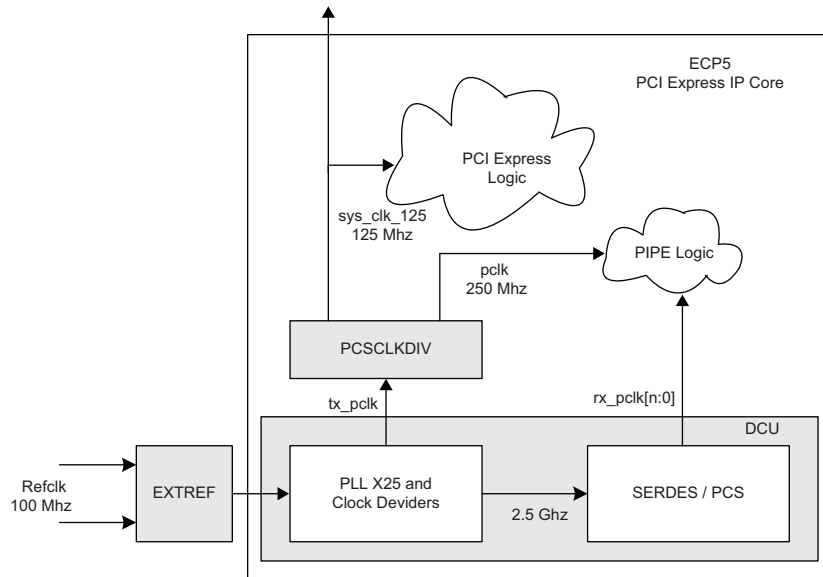 ECP5
PCI Express IP Core
PCI Express
Logic
sys_clk_125
125 Mhz
pclk
250 Mhz
PIPE Logic
PCSCLKDIV
tx_pclk
rx_pclk[n:0]
DCU
Refclk
100 Mhz
EXTREF
PLL X25 and
Clock Deviders
2.5 Ghz
SERDES / PCS